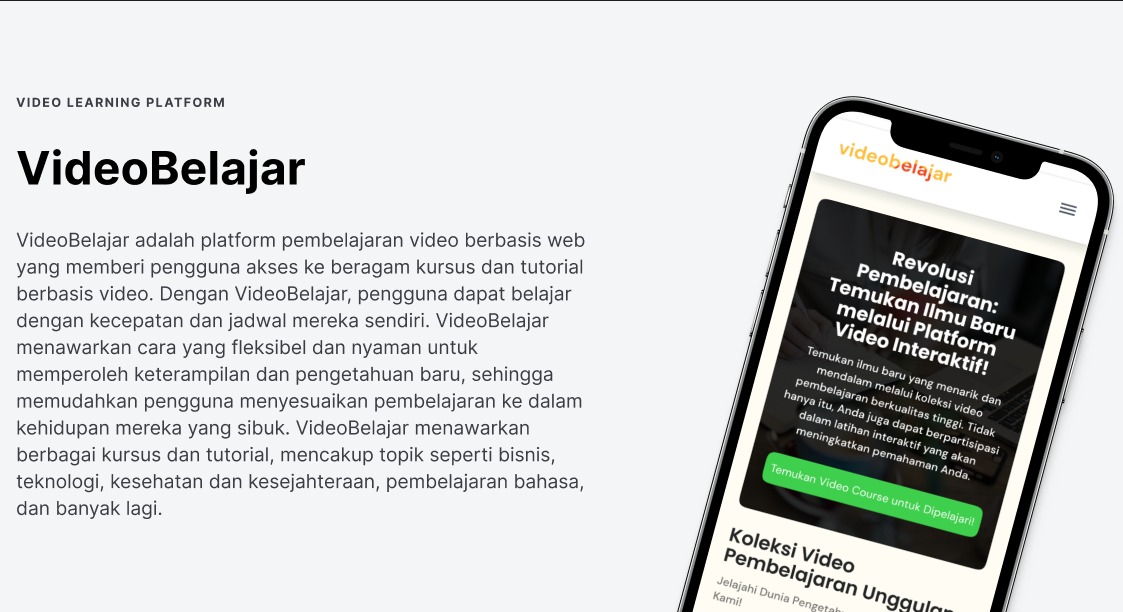 VIDEO LEARNING PLATFORM
VideoBelajar
VideoBelajar adalah platform pembelajaran video berbasis web
yang memberi pengguna akses ke beragam kursus dan tutorial
berbasis video. Dengan VideoBelajar, pengguna dapat belajar
dengan kecepatan dan jadwal mereka sendiri. VideoBelajar
menawarkan cara yang fleksibel dan nyaman untuk
memperoleh keterampilan dan pengetahuan baru, sehingga
memudahkan pengguna menyesuaikan pembelajaran ke dalam
kehidupan mereka yang sibuk. VideoBelajar menawarkan
berbagai kursus dan tutorial, mencakup topik seperti bisnis,
teknologi, kesehatan dan kesejahteraan, pembelajaran bahasa,
dan banyak lagi.
videobelajar
Revolusi
Pembelajaran:
Temukan Ilmu Baru
melalui Platform
Video Interaktif!
Temukan ilmu baru yang menarik dan
mendalam melalui koleksi video
pembelajaran berkualitas tinggi. Tidak
hanya itu, Anda juga dapat berpartisipasi
dalam latihan interaktif yang akan
meningkatkan pemahaman Anda.
Temukan Video Course untuk Dipelajari!
Koleksi Video
Pembelajaran Unggulan
Jelajahi Dunia
Kami!